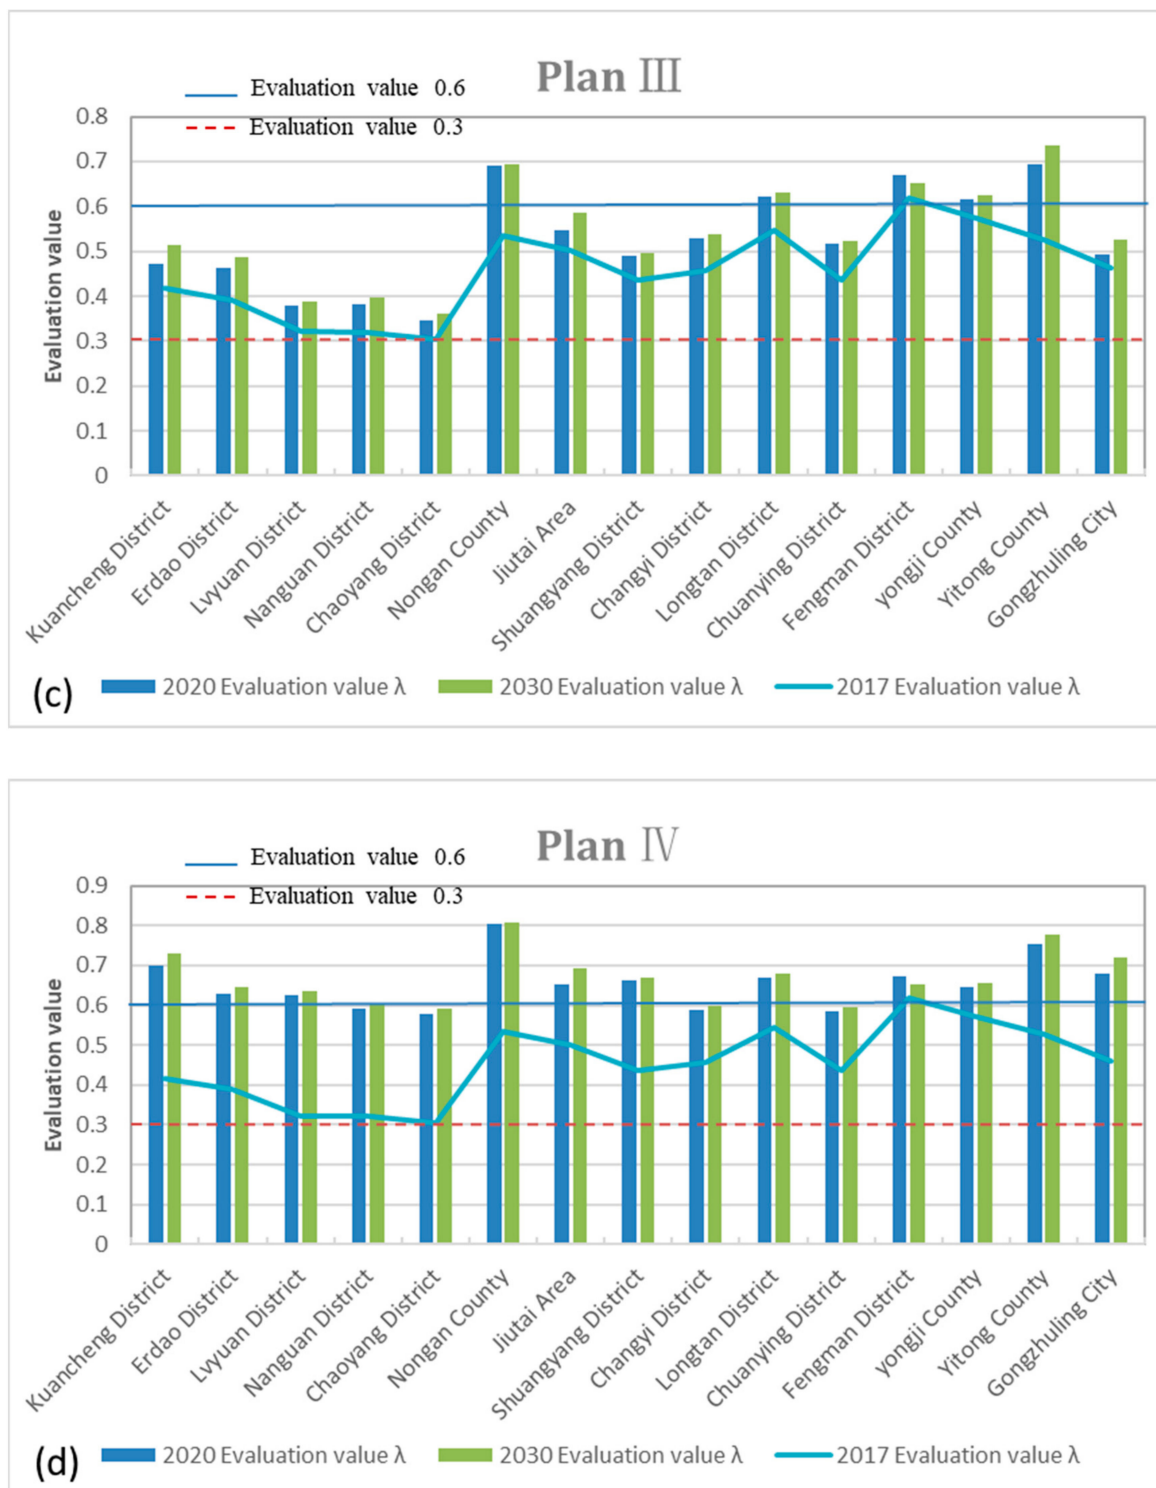 Plan Ⅲ
Evaluation value 0.6
Evaluation value 0.3
0.8
0.7
0.6
0.5
0.4
0.3
0.2
0.1
0
Evaluation value
Kuancheng District
Erdao District
Lvyuan District
Nanguan District
Chaoyang District
Nongan County
Jiutai Area
Shuangyang District
Changyi District
Longtan District
Chuanying District
Fengman District
yongji County
Yitong County
Gongzhuling City
(c)
2020 Evaluation value λ
2030 Evaluation value λ
2017 Evaluation value λ
Plan Ⅳ
Evaluation value 0.6
Evaluation value 0.3
0.9
0.8
0.7
0.6
0.5
0.4
0.3
0.2
0.1
0
Evaluation value
Kuancheng District
Erdao District
Lvyuan District
Nanguan District
Chaoyang District
Nongan County
Jiutai Area
Shuangyang District
Changyi District
Longtan District
Chuanying District
Fengman District
yongji County
Yitong County
Gongzhuling City
(d)
2020 Evaluation value λ
2030 Evaluation value λ
2017 Evaluation value λ